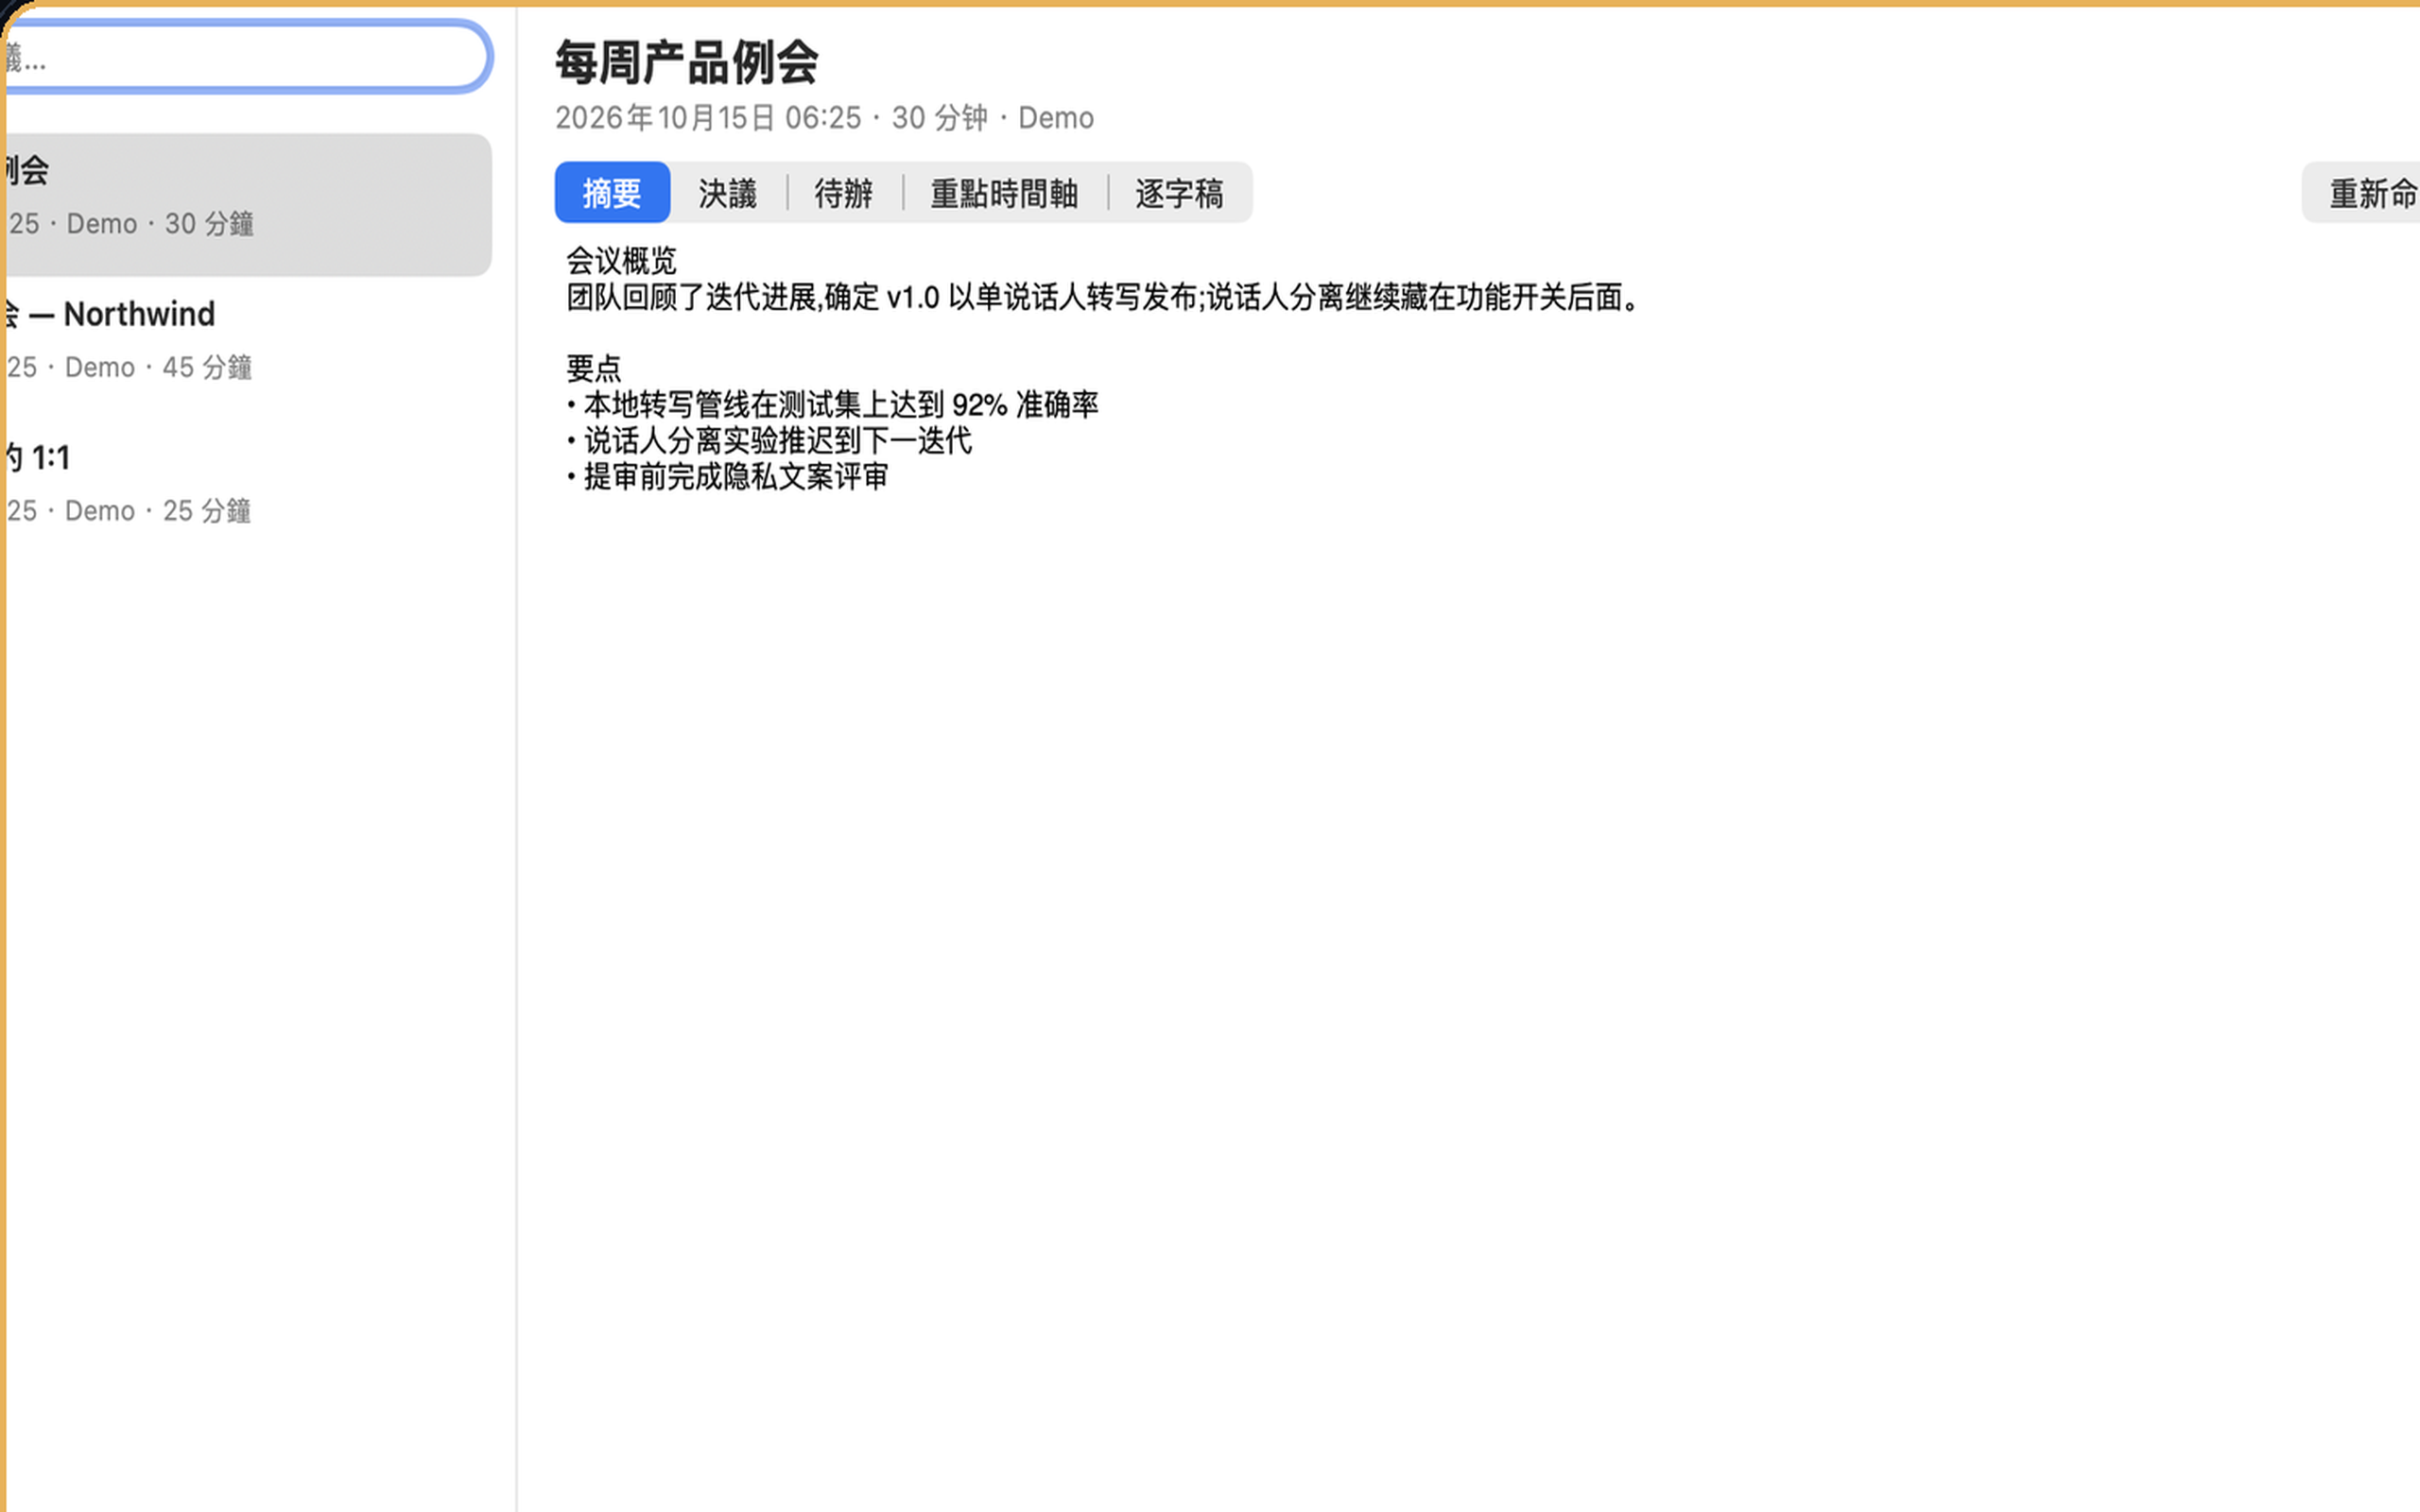 議...
例会
25 · Demo · 30 分鐘
会 — Northwind
25 · Demo · 45 分鐘
的 1:1
25 · Demo · 25 分鐘
每周产品例会
2026年10月15日 06:25 · 30 分钟 · Demo
摘要 決議 待辦 重點時間軸 逐字稿
重新命
会议概览
团队回顾了迭代进展,确定 v1.0 以单说话人转写发布;说话人分离继续藏在功能开关后面。
要点
• 本地转写管线在测试集上达到 92% 准确率
• 说话人分离实验推迟到下一迭代
• 提审前完成隐私文案评审